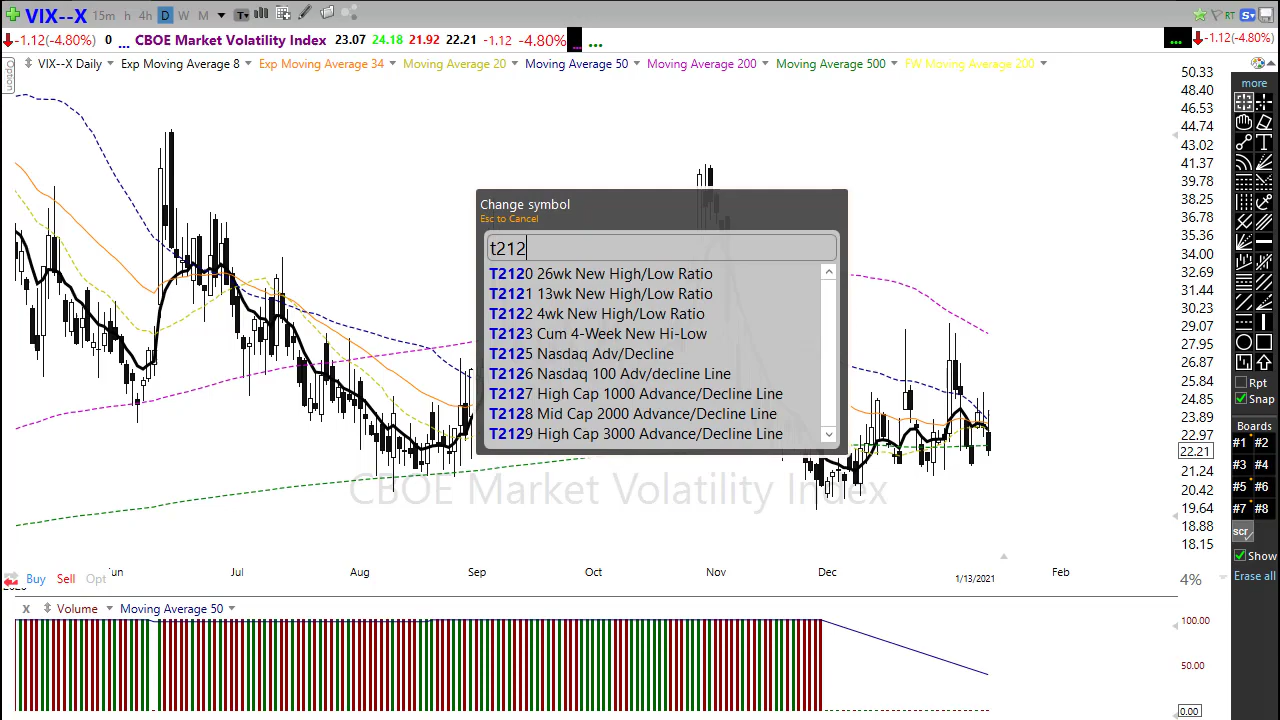 VIX--X 15m h 4h D W M T RT S
-1.12(-4.80%) 0 ... CBOE Market Volatility Index 23.07 24.18 21.92 22.21 -1.12 -4.80% ... ... -1.12(-4.80%)
Option
VIX--X Daily Exp Moving Average 8 Exp Moving Average 34 Moving Average 20 Moving Average 50 Moving Average 200 Moving Average 500 FW Moving Average 200
50.33
48.40
46.53
44.74
43.02
41.37
39.78
38.25
36.78
35.36
34.00
32.69
31.44
30.23
29.07
27.95
26.87
25.84
24.85
23.89
22.97
22.21
21.24
20.42
19.64
18.88
18.15
more
T
Rpt
Snap
Boards
#1 #2
#3 #4
#5 #6
#7 #8
scr
Show
Erase all
Change symbol
Esc to Cancel
t212
T2120 26wk New High/Low Ratio
T2121 13wk New High/Low Ratio
T2122 4wk New High/Low Ratio
T2123 Cum 4-Week New Hi-Low
T2125 Nasdaq Adv/Decline
T2126 Nasdaq 100 Adv/decline Line
T2127 High Cap 1000 Advance/Decline Line
T2128 Mid Cap 2000 Advance/Decline Line
T2129 High Cap 3000 Advance/Decline Line
CBOE Market Volatility Index
Buy Sell Opt
Jul Aug Sep Oct Nov Dec 1/13/2021 Feb
4%
X Volume Moving Average 50
100.00
50.00
0.00